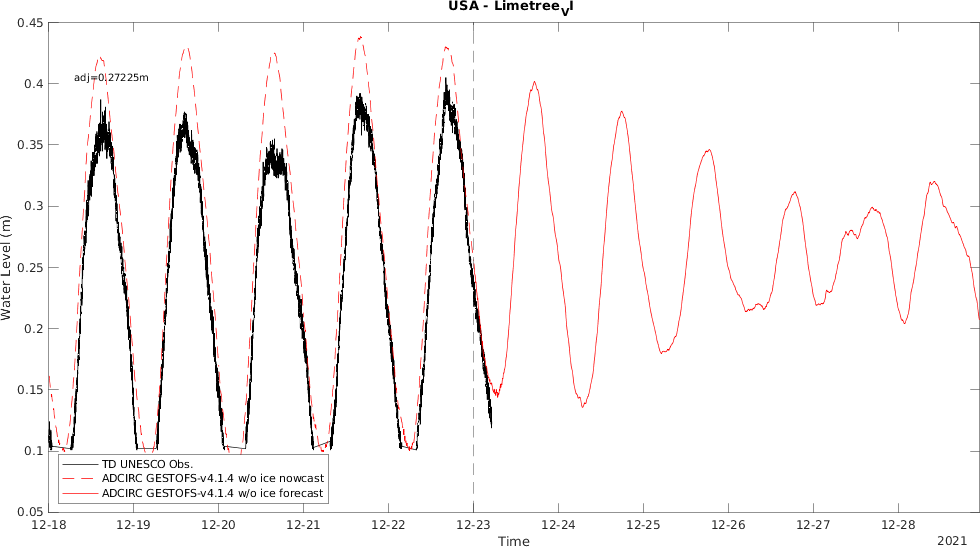 USA - Limetree_VI
0.45
0.4
0.35
0.3
0.25
0.2
0.15
0.1
0.05
Water Level (m)
adj=0.27225m
TD UNESCO Obs.
ADCIRC GESTOFS-v4.1.4 w/o ice nowcast
ADCIRC GESTOFS-v4.1.4 w/o ice forecast
12-18 12-19 12-20 12-21 12-22 12-23 12-24 12-25 12-26 12-27 12-28
Time
2021